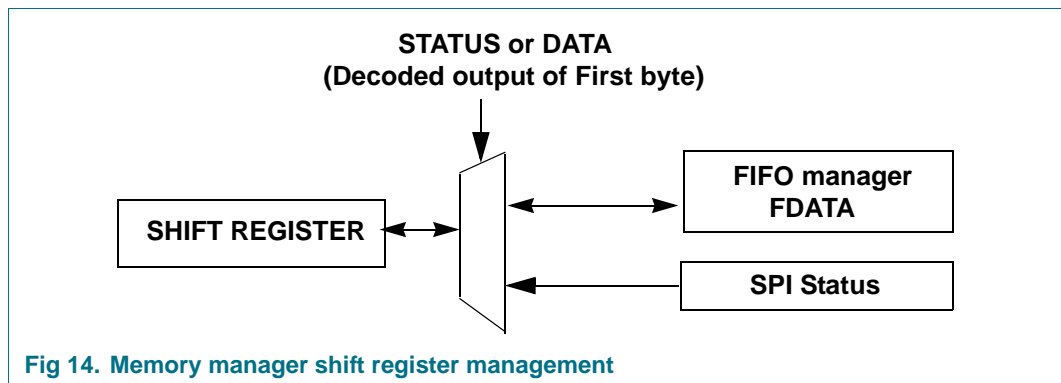 STATUS or DATA
(Decoded output of First byte)
FIFO manager
FDATA
SHIFT REGISTER
SPI Status
Fig 14. Memory manager shift register management